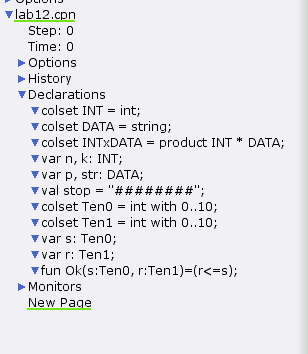 Options
lab12.cpn
Step: 0
Time: 0
Options
History
Declarations
colset INT = int;
colset DATA = string;
colset INTxDATA = product INT * DATA;
var n, k: INT;
var p, str: DATA;
val stop = "########";
colset Ten0 = int with 0..10;
colset Ten1 = int with 0..10;
var s: Ten0;
var r: Ten1;
fun Ok(s:Ten0, r:Ten1)=(r<=s);
Monitors
New Page